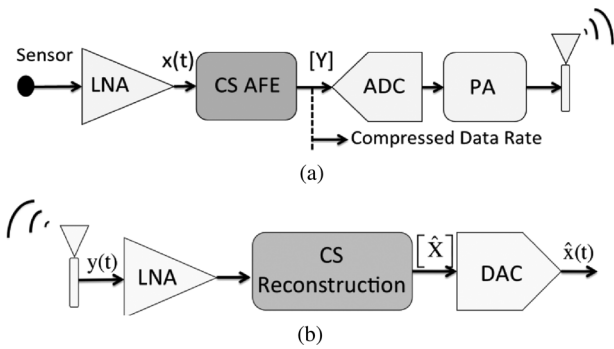 Sensor
LNA
x(t)
CS AFE
[Y]
ADC
PA
Compressed Data Rate
(a)
y(t)
LNA
CS
Reconstruction
[X̂]
DAC
x̂(t)
(b)